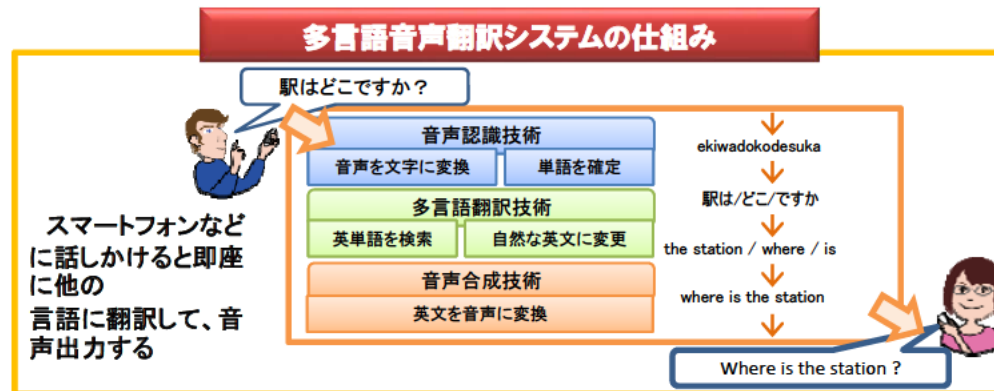 多言語音声翻訳システムの仕組み
駅はどこですか？
音声認識技術
音声を文字に変換
単語を確定
多言語翻訳技術
英単語を検索
自然な英文に変更
音声合成技術
英文を音声に変換
ekiwadokodesuka
駅は/どこ/ですか
the station / where / is
where is the station
スマートフォンなど
に話しかけると即座
に他の
言語に翻訳して、音
声出力する
Where is the station ?